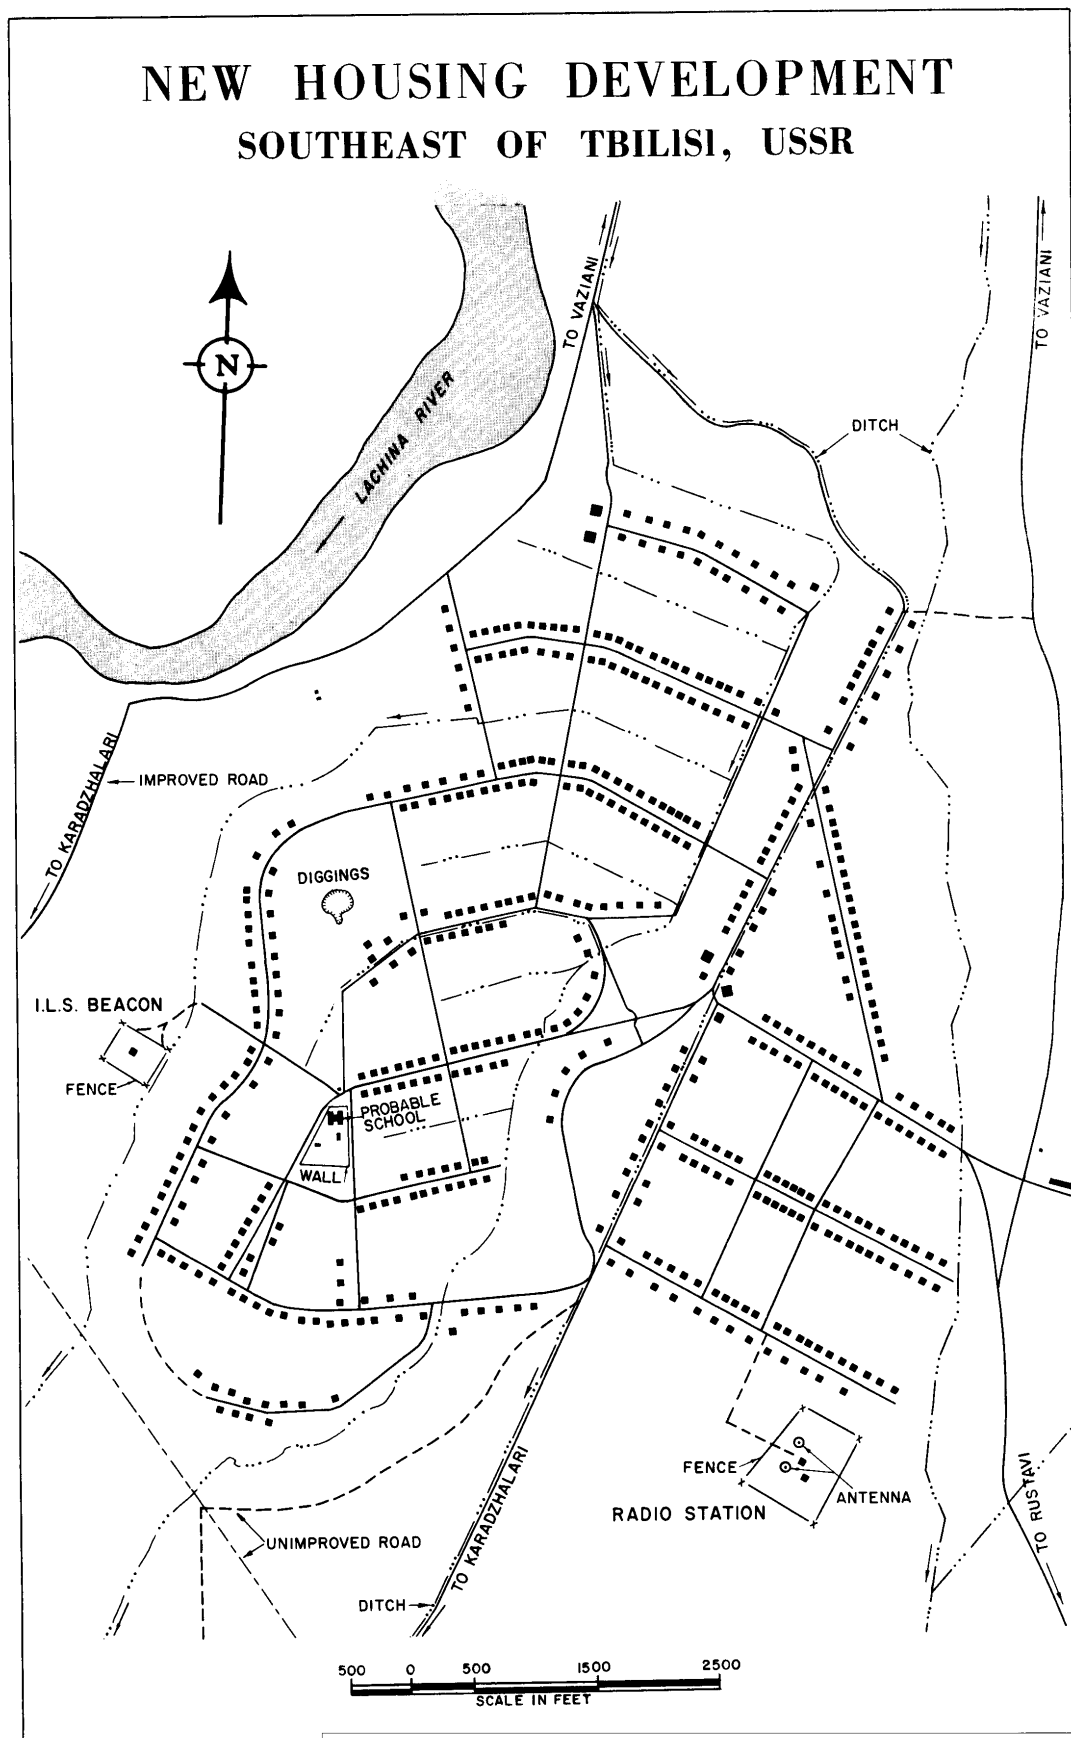 NEW HOUSING DEVELOPMENT
SOUTHEAST OF TBILISI, USSR
TO VAZIANI
TO VAZIANI
N
LACHINA RIVER
DITCH
TO KARADZHALARI
IMPROVED ROAD
DIGGINGS
I.L.S. BEACON
FENCE
PROBABLE
SCHOOL
WALL
FENCE
ANTENNA
RADIO STATION
TO RUSTAVI
UNIMPROVED ROAD
TO KARADZHALARI
DITCH
500 0 500 1500 2500
SCALE IN FEET